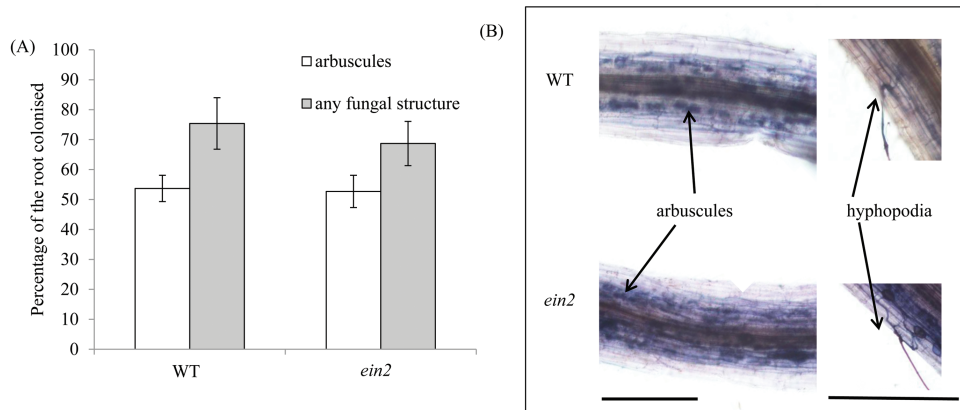 (A)
Percentage of the root colonised
100
90
80
70
60
50
40
30
20
10
0
arbuscules
any fungal structure
WT
ein2
(B)
WT
arbuscules
hyphopodia
ein2